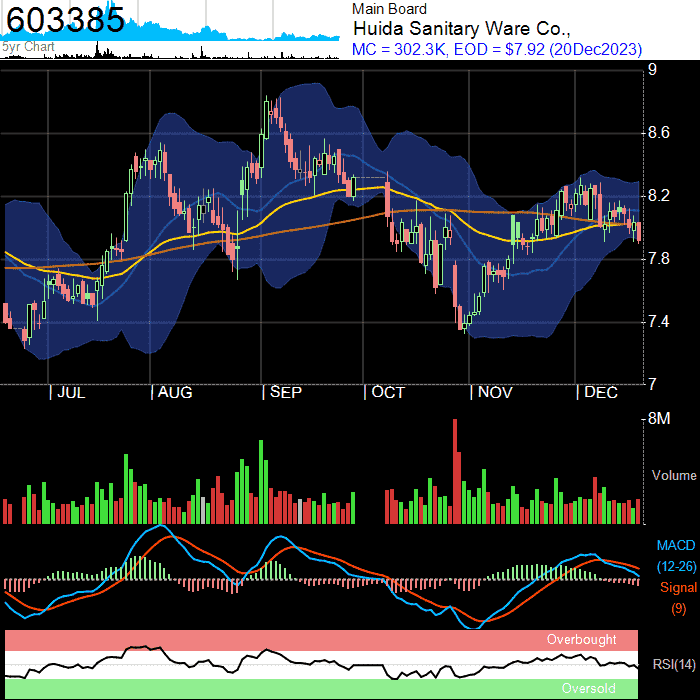 603385
5yr Chart
Main Board
Huida Sanitary Ware Co.,
MC = 302.3K, EOD = $7.92 (20Dec2023)
9
8.6
8.2
7.8
7.4
7
| JUL | AUG | SEP | OCT | NOV | DEC
8M
Volume
MACD
(12-26)
Signal
(9)
Overbought
RSI(14)
Oversold